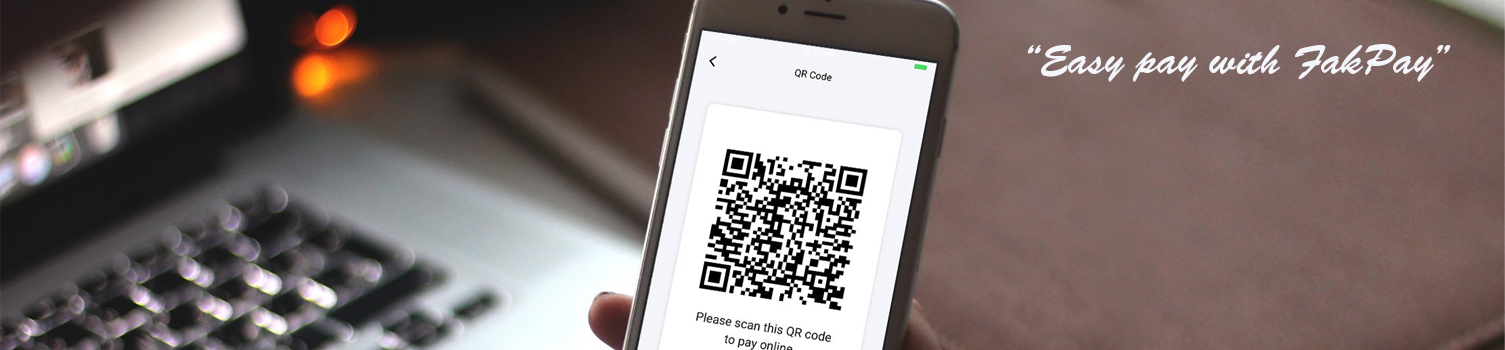 “Easy pay with FakPay”
QR Code
Please scan this QR code
to pay online